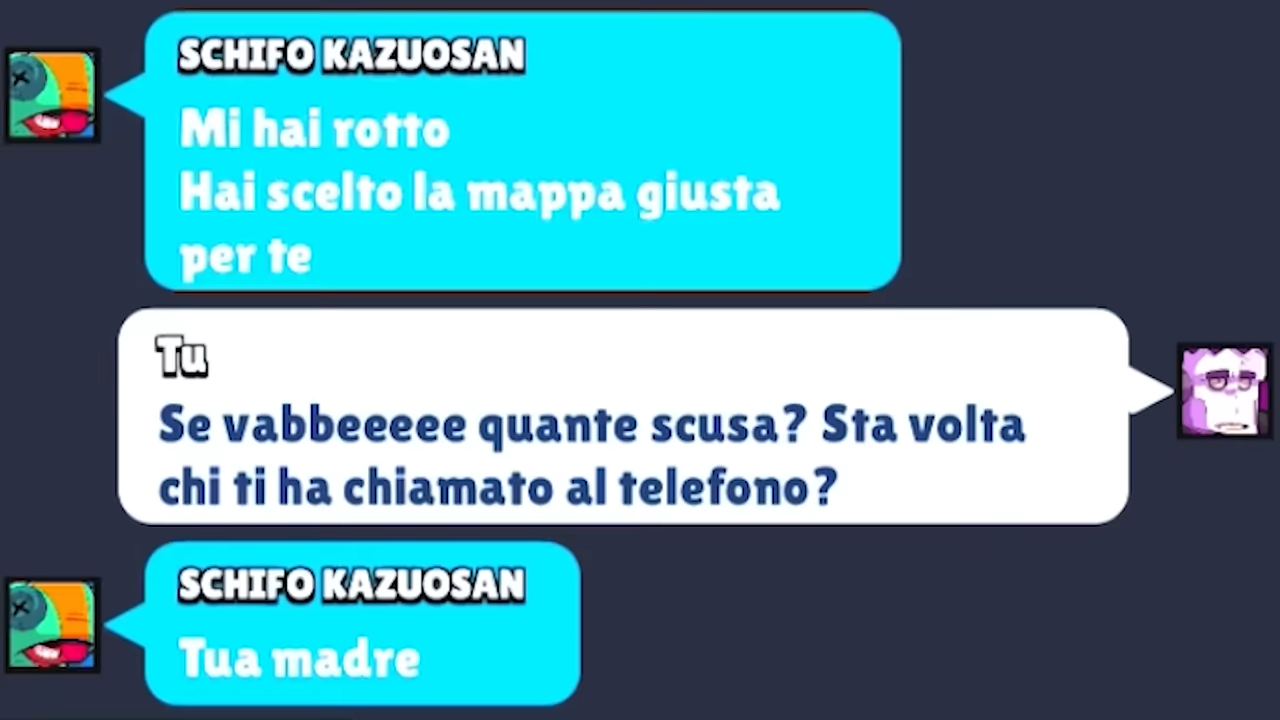 SCHIFO KAZUOSAN
Mi hai rotto
Hai scelto la mappa giusta
per te
Tu
Se vabbeeeee quante scusa? Sta volta
chi ti ha chiamato al telefono?
SCHIFO KAZUOSAN
Tua madre